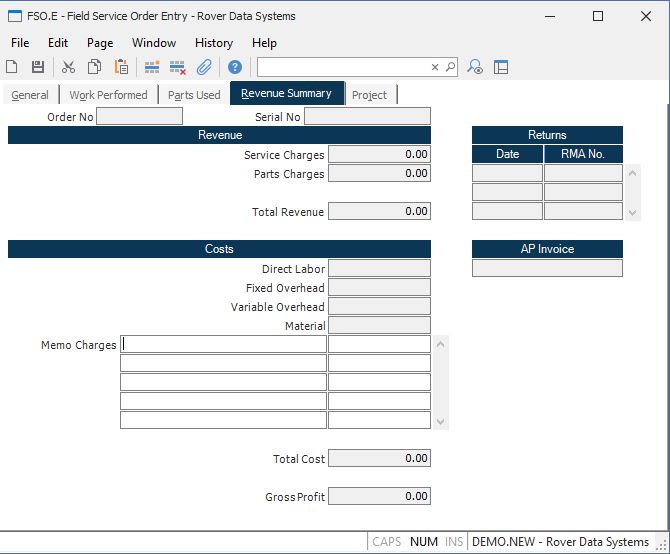 FSO.E - Field Service Order Entry - Rover Data Systems
File Edit Page Window History Help
General Work Performed Parts Used Revenue Summary Project
Order No Serial No
Revenue Returns
Service Charges 0.00 Date RMA No.
Parts Charges 0.00
Total Revenue 0.00
Costs AP Invoice
Direct Labor
Fixed Overhead
Variable Overhead
Material
Memo Charges
Total Cost 0.00
Gross Profit 0.00
CAPS NUM INS DEMO.NEW - Rover Data Systems